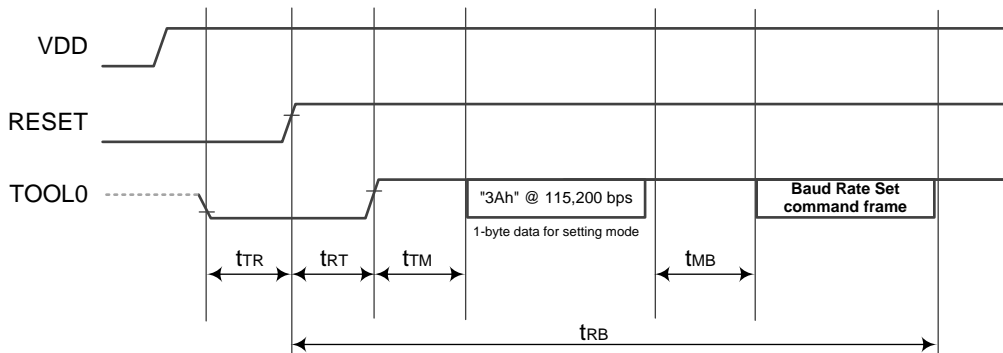 VDD
RESET
TOOL0
"3Ah" @ 115,200 bps
1-byte data for setting mode
Baud Rate Set
command frame
tTR
tRT
tTM
tMB
tRB